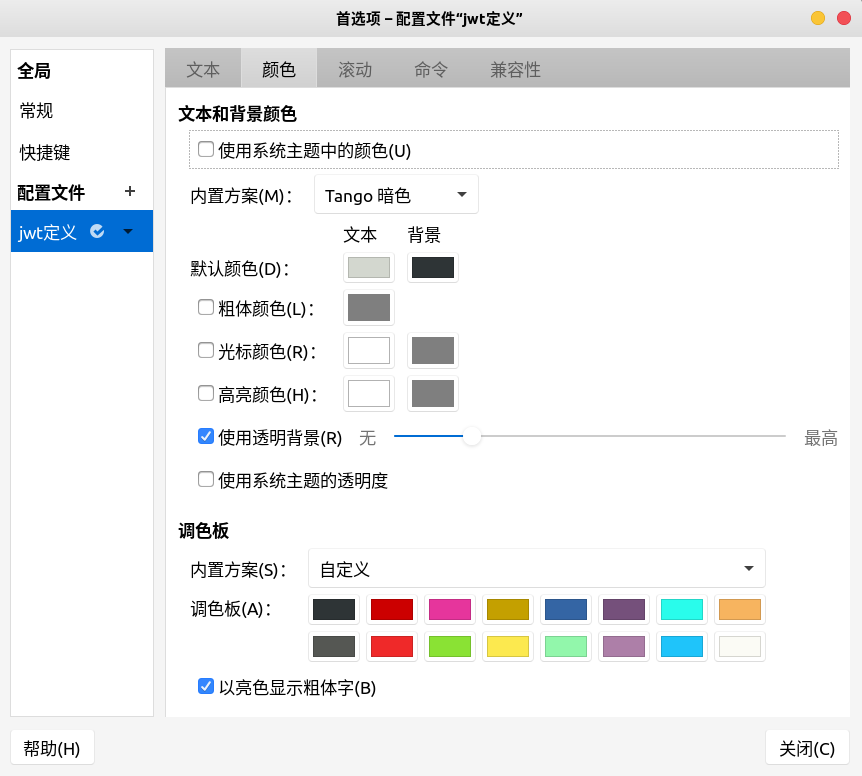 首选项 – 配置文件“jwt定义”
全局
常规
快捷键
配置文件 +
jwt定义
文本 颜色 滚动 命令 兼容性
文本和背景颜色
使用系统主题中的颜色(U)
内置方案(M)： Tango 暗色
文本 背景
默认颜色(D)：
粗体颜色(L)：
光标颜色(R)：
高亮颜色(H)：
使用透明背景(R) 无 最高
使用系统主题的透明度
调色板
内置方案(S)： 自定义
调色板(A)：
以亮色显示粗体字(B)
帮助(H) 关闭(C)